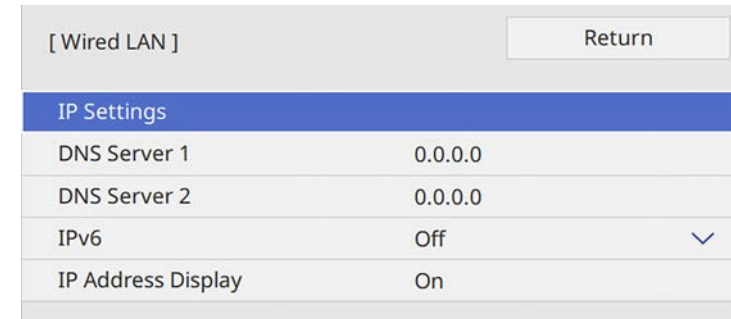 [ Wired LAN ] Return
IP Settings
DNS Server 1 0.0.0.0
DNS Server 2 0.0.0.0
IPv6 Off
IP Address Display On